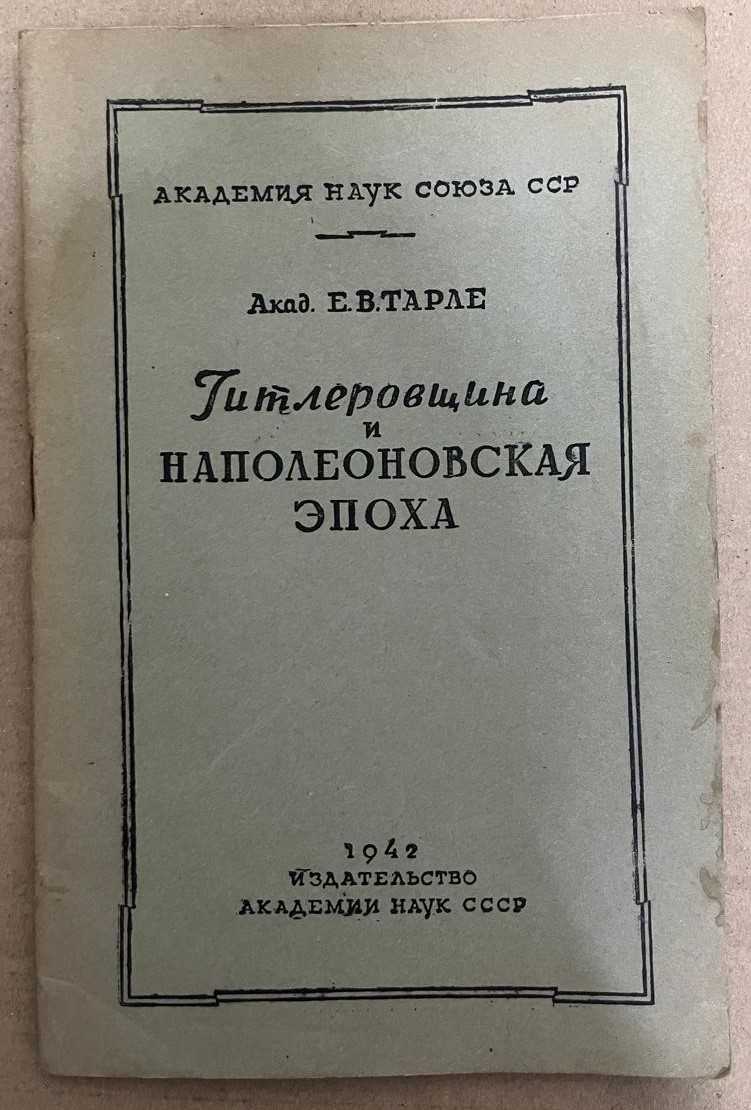 АКАДЕМИЯ НАУК СОЮЗА ССР
Акад. Е.В.ТАРЛЕ
Гитлеровщина
и
НАПОЛЕОНОВСКАЯ
ЭПОХА
1942
ИЗДАТЕЛЬСТВО
АКАДЕМИИ НАУК СССР